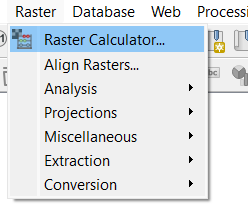 Raster Database Web Processi
Raster Calculator...
Align Rasters...
Analysis
Projections
Miscellaneous
Extraction
Conversion